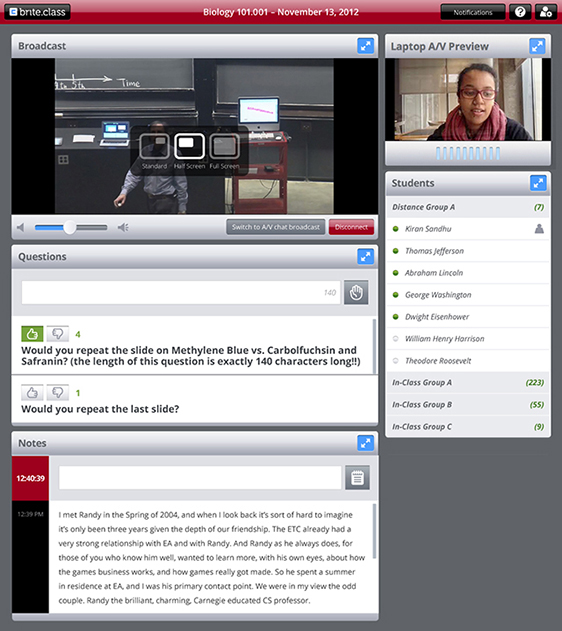 brite.class
Biology 101.001 – November 13, 2012
Notifications
?
Broadcast
Time
Standard
Half Screen
Full Screen
Switch to A/V chat broadcast
Disconnect
Questions
140
4
Would you repeat the slide on Methylene Blue vs. Carbolfuchsin and
Safranin? (the length of this question is exactly 140 characters long!!)
1
Would you repeat the last slide?
Notes
12:40:39
12:39 PM
I met Randy in the Spring of 2004, and when I look back it's sort of hard to imagine
it's only been three years given the depth of our friendship. The ETC already had a
very strong relationship with EA and with Randy. And Randy as he always does, for
those of you who know him well, wanted to learn more, with his own eyes, about how
the games business works, and how games really got made. So he spent a summer
in residence at EA, and I was his primary contact point. We were in my view the odd
couple. Randy the brilliant, charming, Carnegie educated CS professor.
Laptop A/V Preview
Students
Distance Group A (7)
Kiran Sandhu
Thomas Jefferson
Abraham Lincoln
George Washington
Dwight Eisenhower
William Henry Harrison
Theodore Roosevelt
In-Class Group A (223)
In-Class Group B (55)
In-Class Group C (9)